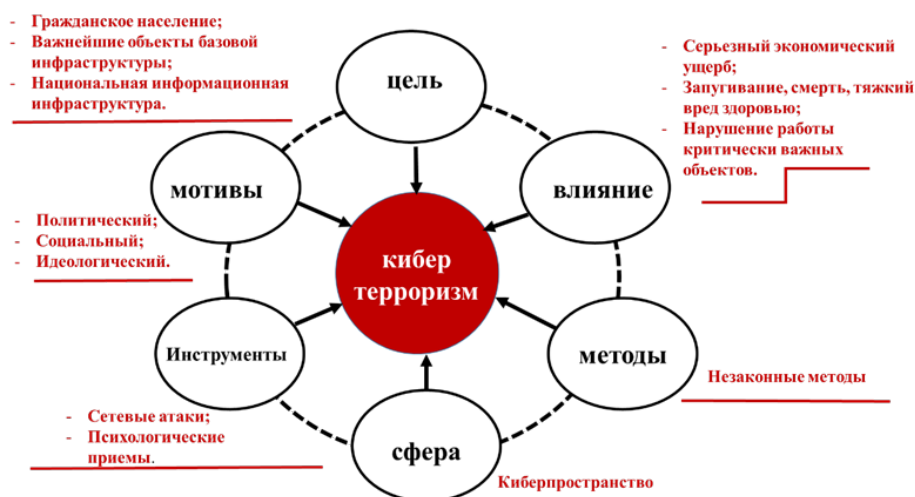 - Гражданское население;
- Важнейшие объекты базовой
инфраструктуры;
- Национальная информационная
инфраструктура.
цель
- Серьезный экономический
ущерб;
- Запугивание, смерть, тяжкий
вред здоровью;
- Нарушение работы
критически важных
объектов.
мотивы
влияние
- Политический;
- Социальный;
- Идеологический.
кибер
терроризм
Инструменты
методы
Незаконные методы
- Сетевые атаки;
- Психологические
приемы.
сфера
Киберпространство